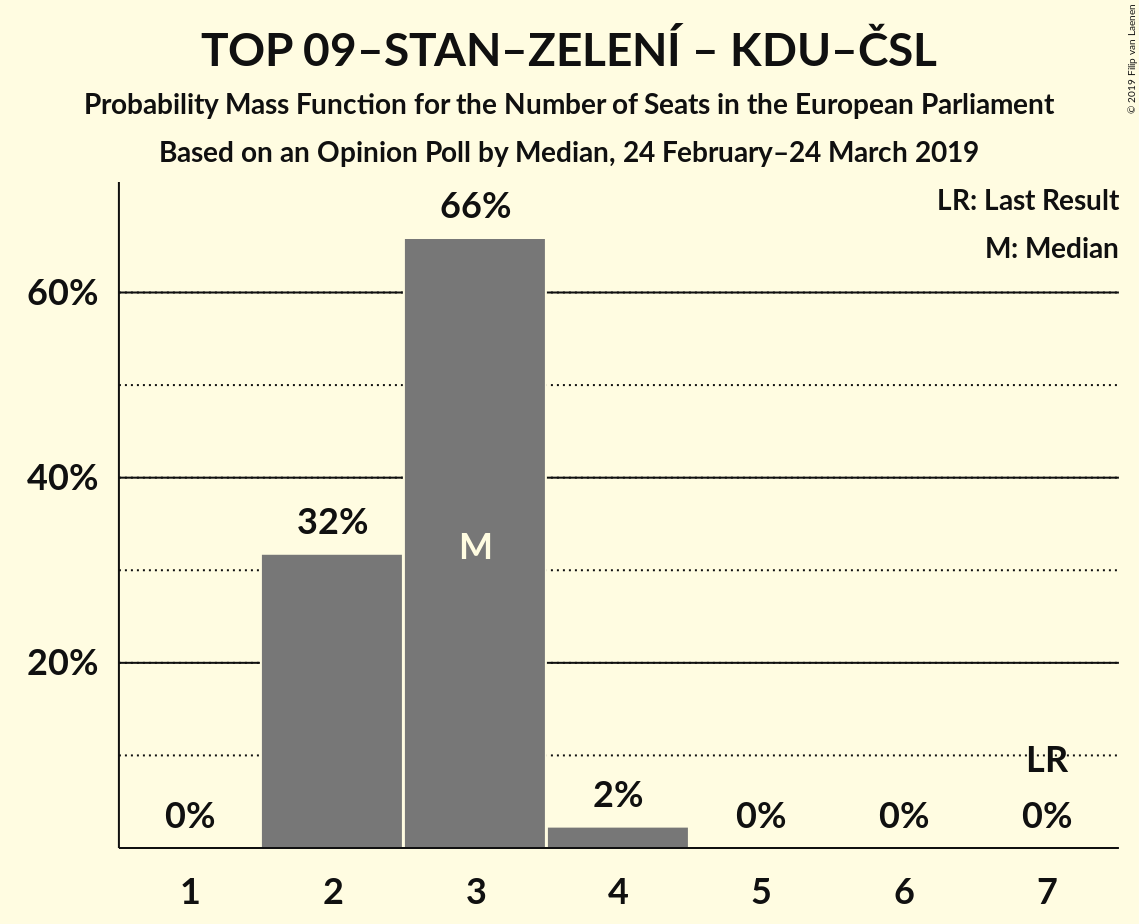 TOP 09–STAN–ZELENÍ – KDU–ČSL
Probability Mass Function for the Number of Seats in the European Parliament
Based on an Opinion Poll by Median, 24 February–24 March 2019
© 2019 Filip van Laenen
LR: Last Result
M: Median
66%
60%
40%
32%
M
20%
LR
0%
2%
0%
0%
0%
1
2
3
4
5
6
7